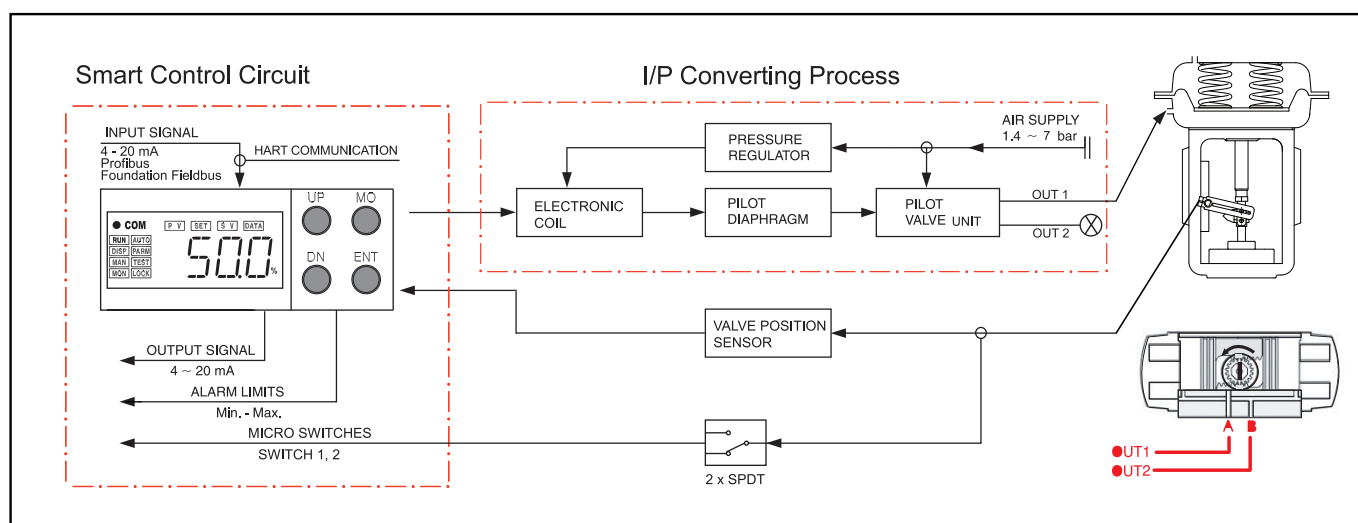 Smart Control Circuit
I/P Converting Process
INPUT SIGNAL
4 - 20 mA
Profibus
Foundation Fieldbus
HART COMMUNICATION
COM
P V SET S V DATA
RUN AUTO
DISP PARM
MAN TEST
MON LOCK
50.0%
UP MO
DN ENT
PRESSURE
REGULATOR
AIR SUPPLY
1.4 ~ 7 bar
ELECTRONIC
COIL
PILOT
DIAPHRAGM
PILOT
VALVE UNIT
OUT 1
OUT 2
VALVE POSITION
SENSOR
OUTPUT SIGNAL
4 ~ 20 mA
ALARM LIMITS
Min. - Max.
MICRO SWITCHES
SWITCH 1, 2
2 x SPDT
A B
OUT1
OUT2